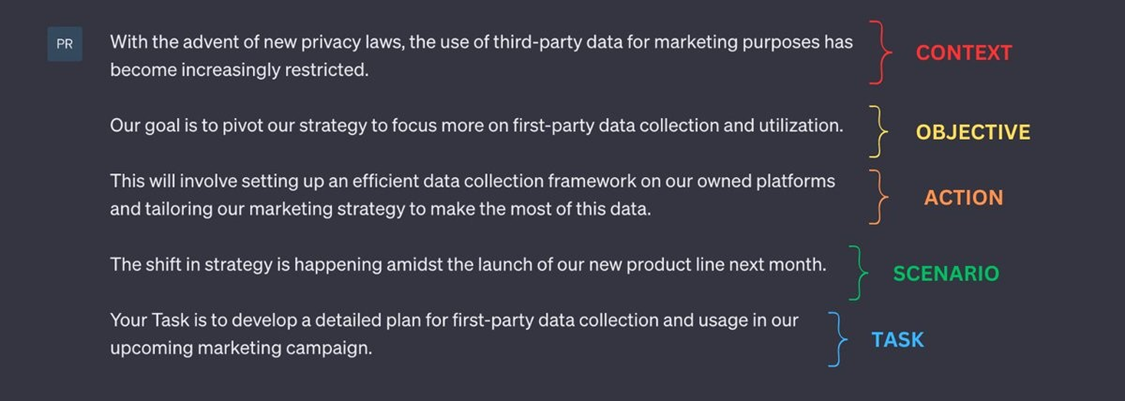 PR
With the advent of new privacy laws, the use of third-party data for marketing purposes has
become increasingly restricted.
CONTEXT
Our goal is to pivot our strategy to focus more on first-party data collection and utilization.
OBJECTIVE
This will involve setting up an efficient data collection framework on our owned platforms
and tailoring our marketing strategy to make the most of this data.
ACTION
The shift in strategy is happening amidst the launch of our new product line next month.
SCENARIO
Your Task is to develop a detailed plan for first-party data collection and usage in our
upcoming marketing campaign.
TASK